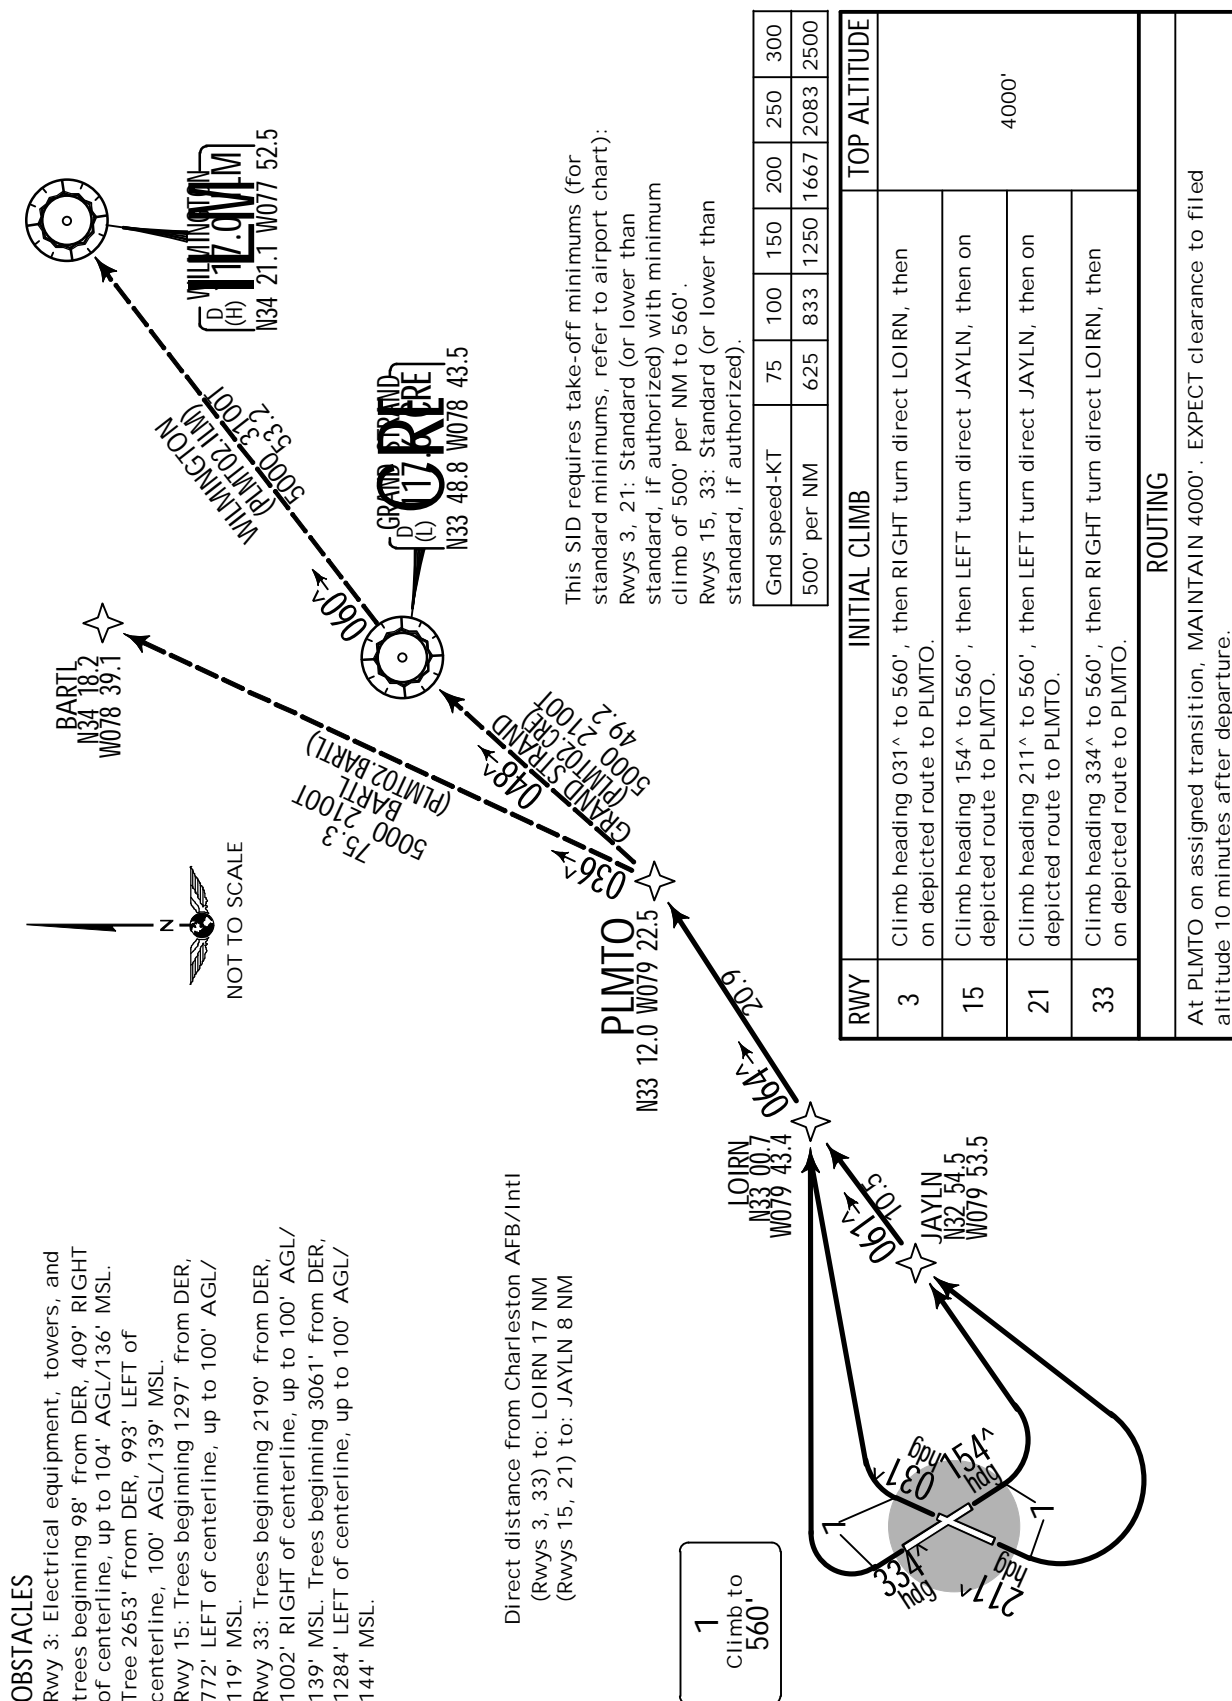 OBSTACLES
Rwy 3: Electrical equipment, towers, and
trees beginning 98' from DER, 409' RIGHT
of centerline, up to 104' AGL/136' MSL.
Tree 2653' from DER, 993' LEFT of
centerline, 100' AGL/139' MSL.
Rwy 15: Trees beginning 1297' from DER,
772' LEFT of centerline, up to 100' AGL/
119' MSL.
Rwy 33: Trees beginning 2190' from DER,
1002' RIGHT of centerline, up to 100' AGL/
139' MSL. Trees beginning 3061' from DER,
1284' LEFT of centerline, up to 100' AGL/
144' MSL.
N
NOT TO SCALE
BARTL
N34 18.2
W078 39.1
WILMINGTON
D
(H)
117.0 ILM
ILM
N34 21.1 W077 52.5
WILMINGTON
(PLMTO2.ILM)
5000 3100T
53.2
060^
GRAND STRAND
D
(L)
117.6 CRE
CRE
N33 48.8 W078 43.5
75.3
5000 2100T
BARTL
(PLMTO2.BARTL)
036^
048^
GRAND STRAND
(PLMTO2.CRE)
5000 2100T
49.2
PLMTO
N33 12.0 W079 22.5
20.9
064^
LOIRN
N33 00.7
W079 43.4
10.5
061^
JAYLN
N32 54.5
W079 53.5
Direct distance from Charleston AFB/Intl
(Rwys 3, 33) to: LOIRN 17 NM
(Rwys 15, 21) to: JAYLN 8 NM
1
Climb to
560'
1
1
031^
hdg
154^
hdg
334^
hdg
211^
hdg
This SID requires take-off minimums (for
standard minimums, refer to airport chart):
Rwys 3, 21: Standard (or lower than
standard, if authorized) with minimum
climb of 500' per NM to 560'.
Rwys 15, 33: Standard (or lower than
standard, if authorized).
Gnd speed-KT 75 100 150 200 250 300
500' per NM 625 833 1250 1667 2083 2500
RWY INITIAL CLIMB TOP ALTITUDE
3 Climb heading 031^ to 560', then RIGHT turn direct LOIRN, then
on depicted route to PLMTO.
15 Climb heading 154^ to 560', then LEFT turn direct JAYLN, then on
depicted route to PLMTO.
21 Climb heading 211^ to 560', then LEFT turn direct JAYLN, then on
depicted route to PLMTO.
33 Climb heading 334^ to 560', then RIGHT turn direct LOIRN, then
on depicted route to PLMTO.
4000'
ROUTING
At PLMTO on assigned transition, MAINTAIN 4000'. EXPECT clearance to filed
altitude 10 minutes after departure.